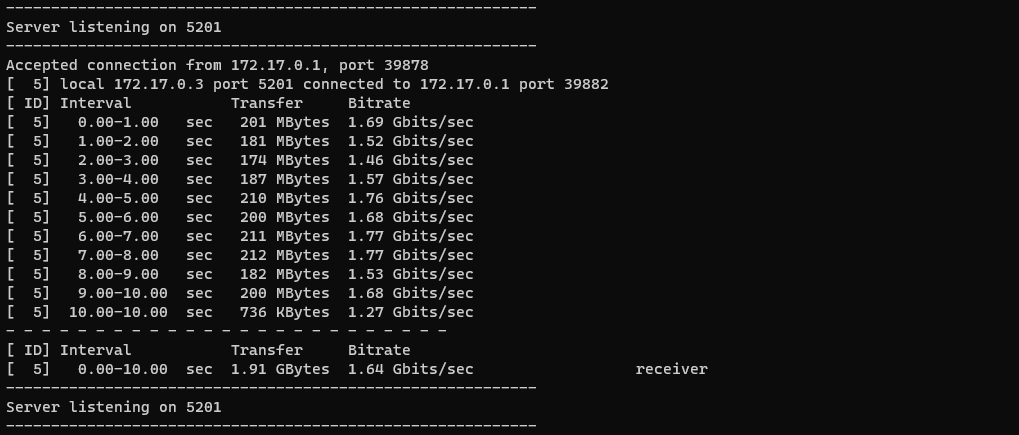 -----------------------------------------------------------
Server listening on 5201
-----------------------------------------------------------
Accepted connection from 172.17.0.1, port 39878
[  5] local 172.17.0.3 port 5201 connected to 172.17.0.1 port 39882
[ ID] Interval           Transfer     Bitrate
[  5]   0.00-1.00   sec   201 MBytes  1.69 Gbits/sec
[  5]   1.00-2.00   sec   181 MBytes  1.52 Gbits/sec
[  5]   2.00-3.00   sec   174 MBytes  1.46 Gbits/sec
[  5]   3.00-4.00   sec   187 MBytes  1.57 Gbits/sec
[  5]   4.00-5.00   sec   210 MBytes  1.76 Gbits/sec
[  5]   5.00-6.00   sec   200 MBytes  1.68 Gbits/sec
[  5]   6.00-7.00   sec   211 MBytes  1.77 Gbits/sec
[  5]   7.00-8.00   sec   212 MBytes  1.77 Gbits/sec
[  5]   8.00-9.00   sec   182 MBytes  1.53 Gbits/sec
[  5]   9.00-10.00  sec   200 MBytes  1.68 Gbits/sec
[  5]  10.00-10.00  sec   736 KBytes  1.27 Gbits/sec
- - - - - - - - - - - - - - - - - - - - - - - - -
[ ID] Interval           Transfer     Bitrate
[  5]   0.00-10.00  sec  1.91 GBytes  1.64 Gbits/sec                  receiver
-----------------------------------------------------------
Server listening on 5201
-----------------------------------------------------------